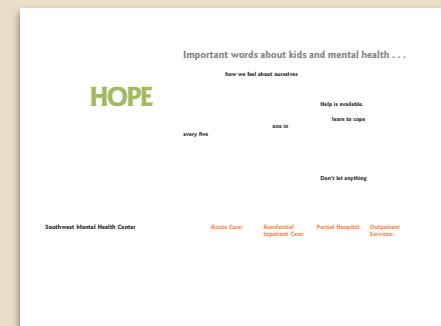 Important words about kids and mental health . . .
how we feel about ourselves
HOPE
Help is available.
learn to cope
one in
every five
Don't let anything
Southwest Mental Health Center
Acute Care:
Residential
Inpatient Care:
Partial Hospital:
Outpatient
Services: